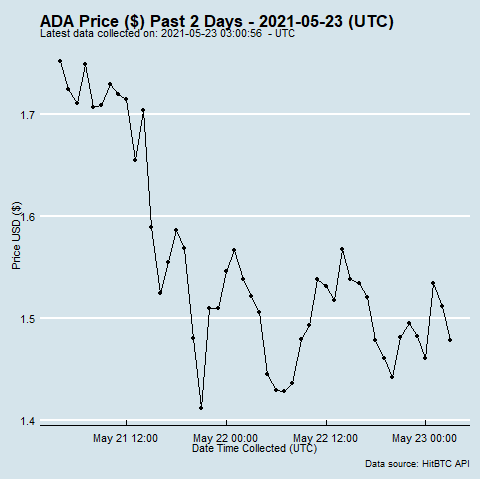 ADA Price ($) Past 2 Days - 2021-05-23 (UTC)
Latest data collected on: 2021-05-23 03:00:56 - UTC
1.7
1.6
1.5
1.4
Price USD ($)
May 21 12:00
May 22 00:00
May 22 12:00
May 23 00:00
Date Time Collected (UTC)
Data source: HitBTC API